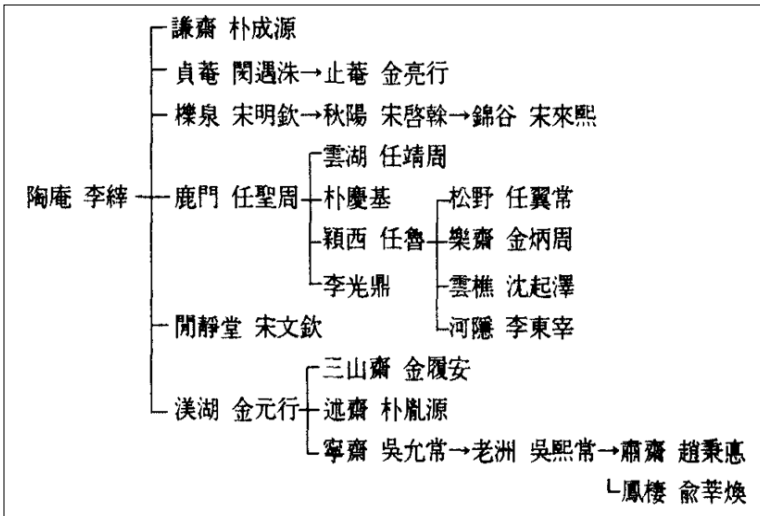 謙齋 朴成源
貞菴 閔遇洙→止菴 金亮行
櫟泉 宋明欽→秋陽 宋啓榦→錦谷 宋來熙
雲湖 任靖周
陶庵 李縡 鹿門 任聖周 朴慶基 松野 任翼常
穎西 任魯 樂齋 金炳周
李光鼎 雲樵 沈起澤
閒靜堂 宋文欽 河隱 李東宰
三山齋 金履安
渼湖 金元行 述齋 朴胤源
寧齋 吳允常→老洲 吳熙常→肅齋 趙秉悳
鳳棲 兪莘煥